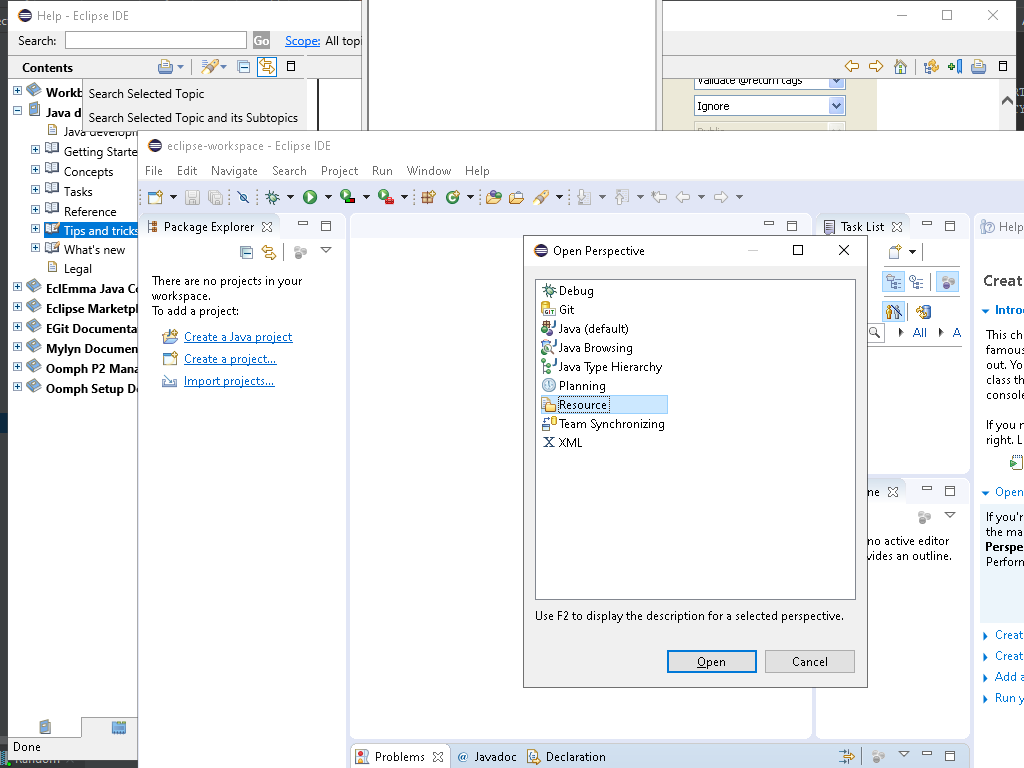 Help - Eclipse IDE
Search:
Go
Scope:
All topi
Contents
Search Selected Topic
Search Selected Topic and its Subtopics
Validate @return tags
Ignore
Public
Workb
Java d
Java develop
Getting Starte
Concepts
Tasks
Reference
Tips and tricks
What's new
Legal
EclEmma Java Co
Eclipse Marketpl
EGit Documenta
Mylyn Documen
Oomph P2 Mana
Oomph Setup Do
Done
eclipse-workspace - Eclipse IDE
File Edit Navigate Search Project Run Window Help
Package Explorer
There are no projects in your
workspace.
To add a project:
Create a Java project
Create a project...
Import projects...
Open Perspective
Debug
Git
Java (default)
Java Browsing
Java Type Hierarchy
Planning
Resource
Team Synchronizing
XML
Use F2 to display the description for a selected perspective.
Open
Cancel
Task List
All
A
ne
no active editor
vides an outline.
Help
Creat
Intro
This ch
famous
out. Yo
class th
console
If you n
right. L
Open
If you'r
the ma
Perspe
Perforn
Creat
Creat
Add a
Run y
Problems
@ Javadoc
Declaration